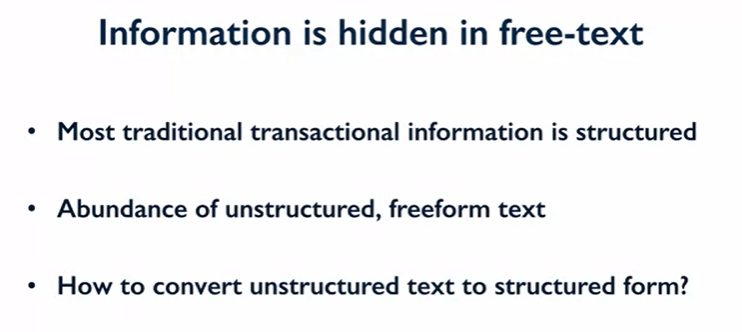 Information is hidden in free-text
• Most traditional transactional information is structured
• Abundance of unstructured, freeform text
• How to convert unstructured text to structured form?